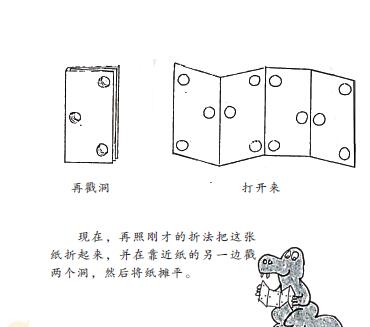 再戳洞
打开来
现在，再照刚才的折法把这张
纸折起来，并在靠近纸的另一边戳
两个洞，然后将纸摊平。